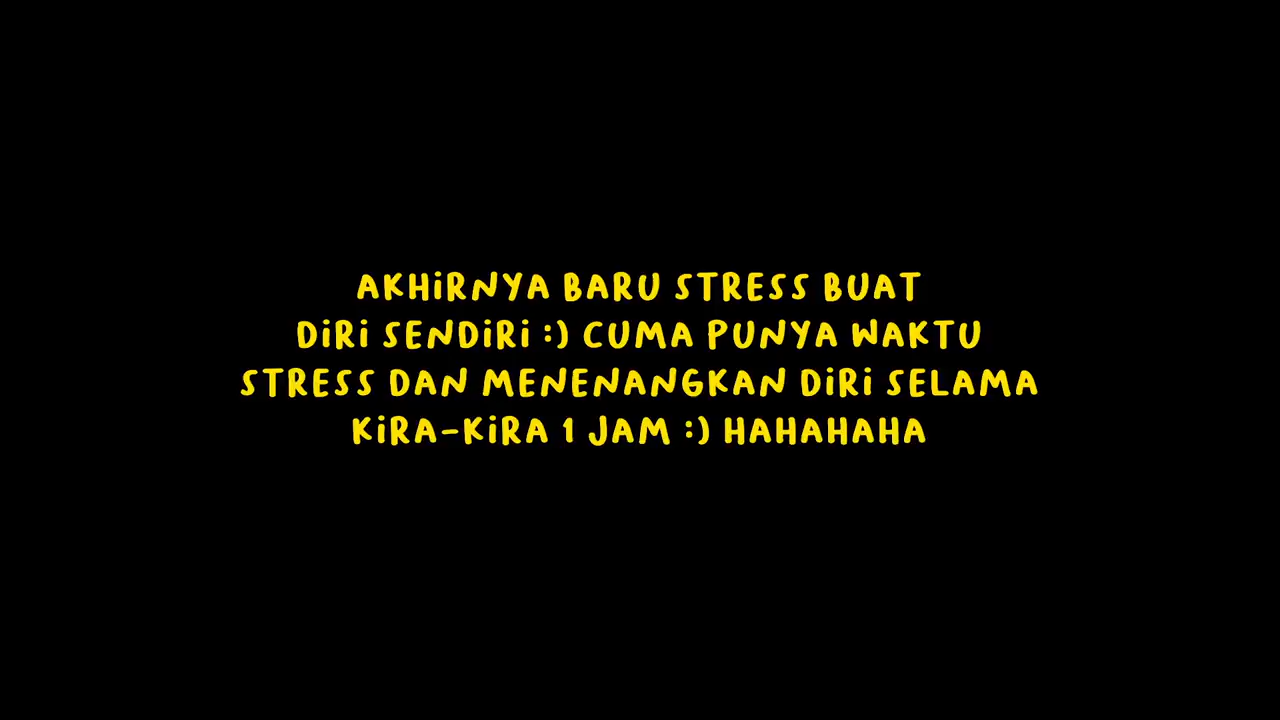 AKHiRNYA BARU STRESS BUAT
DiRi SENDiRi :) CUMA PUNYA WAKTU
STRESS DAN MENENANGKAN DiRi SELAMA
KiRA-KiRA 1 JAM :) HAHAHAHA